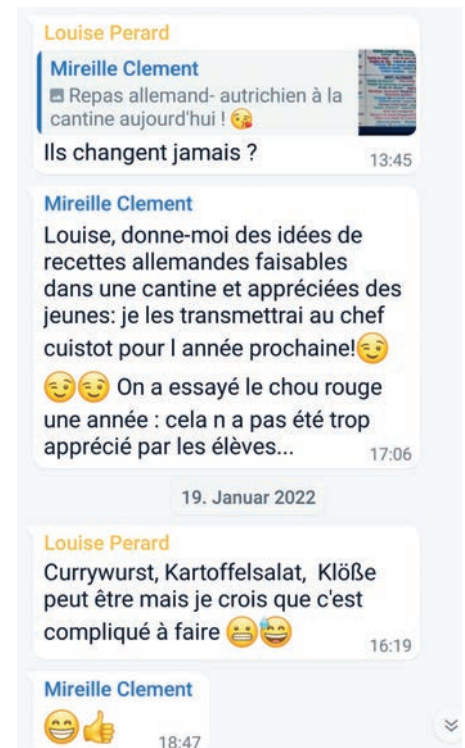 Louise Perard
Mireille Clement
Repas allemand- autrichien à la
cantine aujourd'hui ! 😘
Ils changent jamais ?
13:45
Mireille Clement
Louise, donne-moi des idées de
recettes allemandes faisables
dans une cantine et appréciées des
jeunes: je les transmettrai au chef
cuistot pour l année prochaine!😉
😉😉 On a essayé le chou rouge
une année : cela n a pas été trop
apprécié par les élèves...
17:06
19. Januar 2022
Louise Perard
Currywurst, Kartoffelsalat, Klöße
peut être mais je crois que c'est
compliqué à faire 😬😅
16:19
Mireille Clement
😁👍
18:47